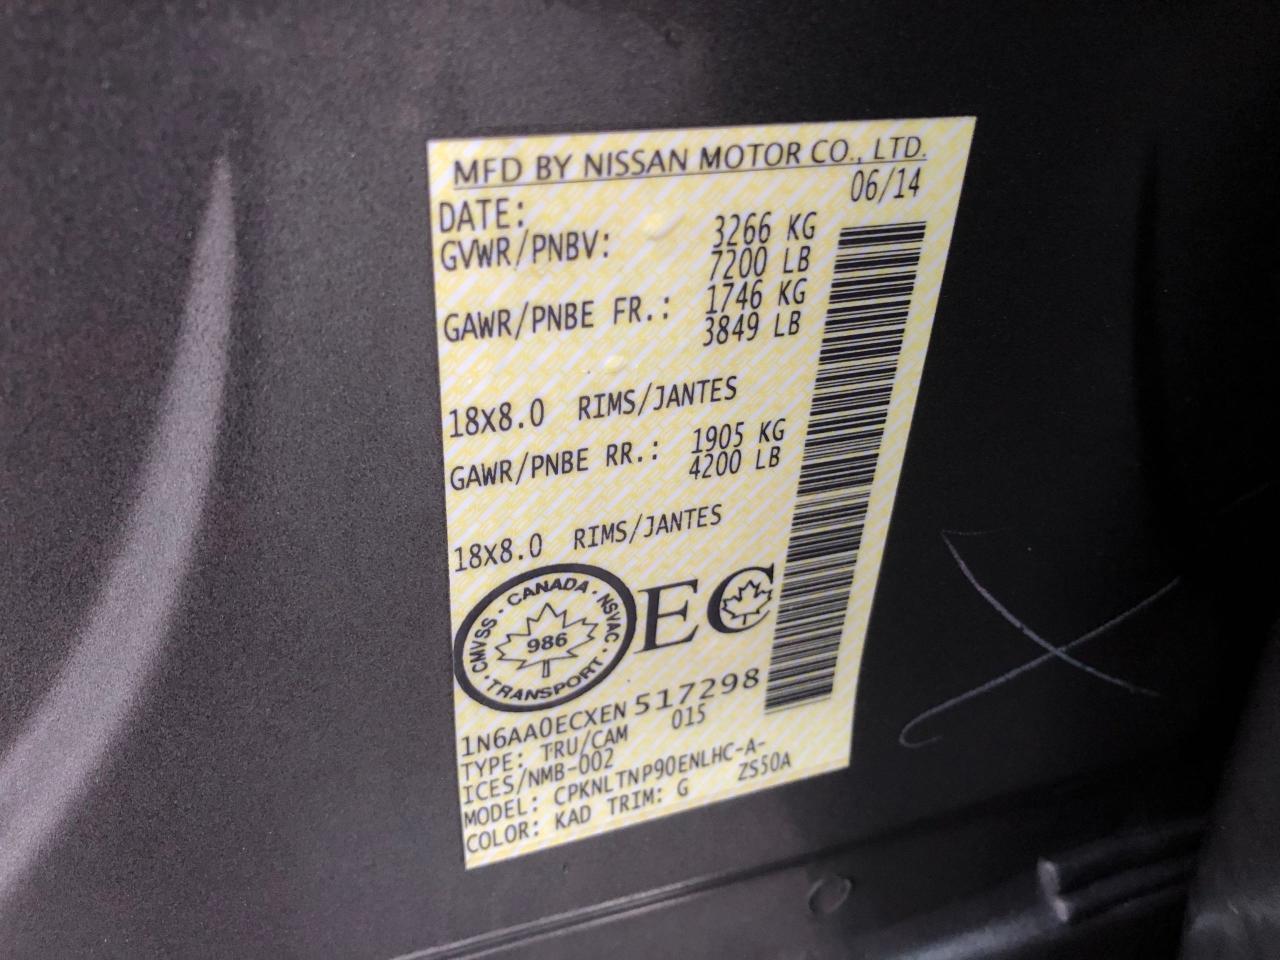 MFD BY NISSAN MOTOR CO., LTD.
DATE: 06/14
GVWR/PNBV: 3266 KG
7200 LB
GAWR/PNBE FR.: 1746 KG
3849 LB
18X8.0 RIMS/JANTES
GAWR/PNBE RR.: 1905 KG
4200 LB
18X8.0 RIMS/JANTES
CMVSS · CANADA · NSVAC · TRANSPORT ·
986
EC
1N6AA0ECXEN517298
TYPE: TRU/CAM 015
ICES/NMB-002
MODEL: CPKNLTNP90ENLHC-A-
COLOR: KAD TRIM: G ZS50A